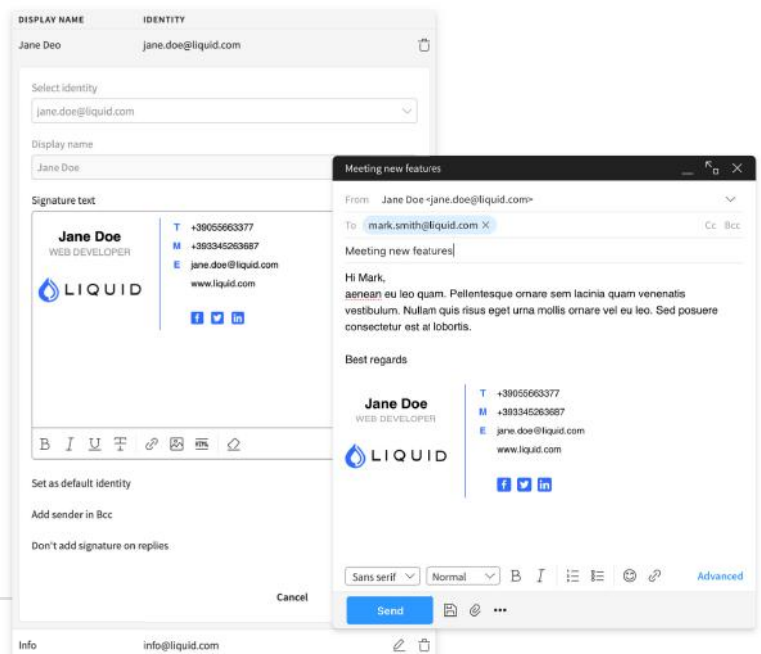 DISPLAY NAME IDENTITY
Jane Deo jane.doe@liquid.com
Select identity
jane.doe@liquid.com
Display name
Jane Doe
Signature text
Jane Doe
WEB DEVELOPER
LIQUID
T +39055663377
M +393345263687
E jane.doe@liquid.com
www.liquid.com
B I U T HTML
Set as default identity
Add sender in Bcc
Don't add signature on replies
Cancel
Info info@liquid.com
Meeting new features
From Jane Doe <jane.doe@liquid.com>
To mark.smith@liquid.com Cc Bcc
Meeting new features
Hi Mark,
aenean eu leo quam. Pellentesque ornare sem lacinia quam venenatis
vestibulum. Nullam quis risus eget urna mollis ornare vel eu leo. Sed posuere
consectetur est at lobortis.
Best regards
Jane Doe
WEB DEVELOPER
LIQUID
T +39055663377
M +393345263687
E jane.doe@liquid.com
www.liquid.com
Sans serif Normal B I Advanced
Send